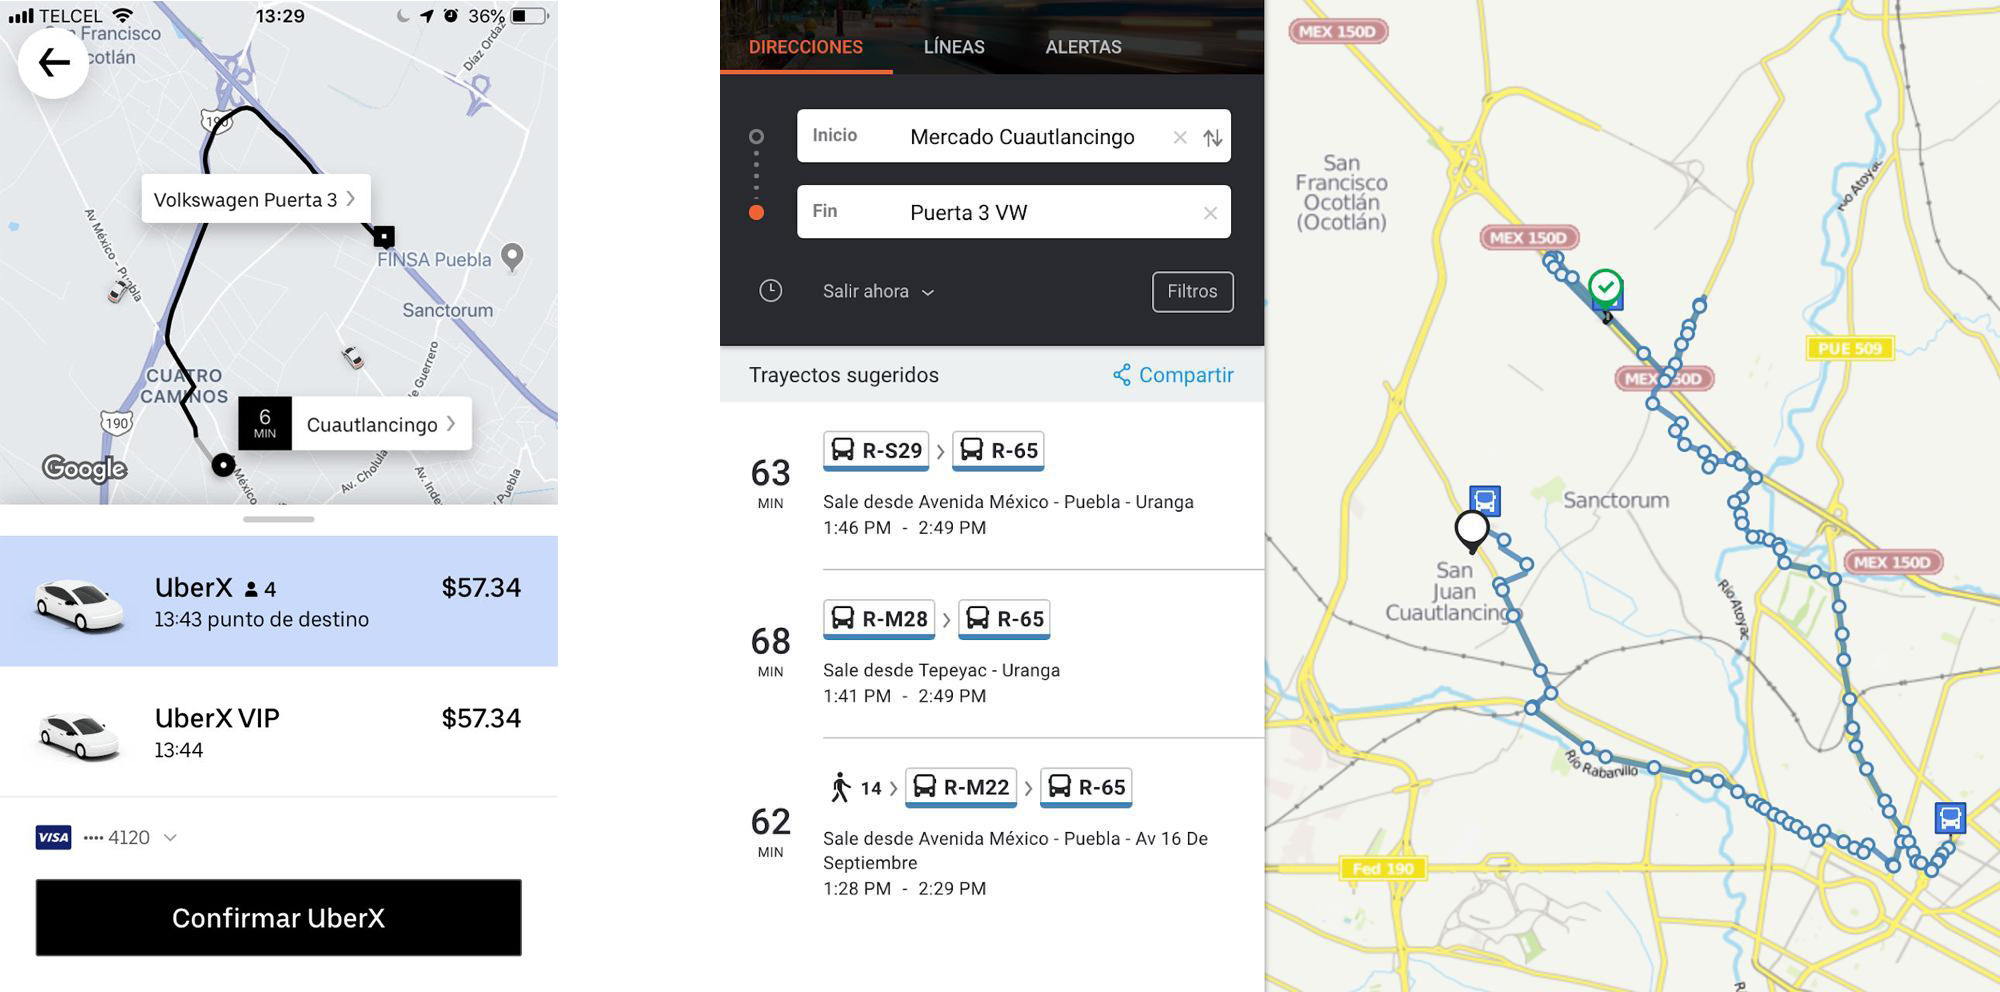 TELCEL
13:29
36%
San Francisco
Ocotlán
Díaz Ordaz
190
Volkswagen Puerta 3
Av México - Puebla
FINSA Puebla
Sanctorum
de Guerrero
CUATRO
CAMINOS
190
6
MIN
Cuautlancingo
Google
México
Av. Cholula
Av. Inde
Puebla
UberX 4
$57.34
13:43 punto de destino
UberX VIP
$57.34
13:44
VISA
•••• 4120
Confirmar UberX
DIRECCIONES
LÍNEAS
ALERTAS
Inicio
Mercado Cuautlancingo
Fin
Puerta 3 VW
Salir ahora
Filtros
Trayectos sugeridos
Compartir
63
MIN
R-S29 > R-65
Sale desde Avenida México - Puebla - Uranga
1:46 PM - 2:49 PM
68
MIN
R-M28 > R-65
Sale desde Tepeyac - Uranga
1:41 PM - 2:49 PM
62
MIN
14 > R-M22 > R-65
Sale desde Avenida México - Puebla - Av 16 De
Septiembre
1:28 PM - 2:29 PM
MEX 150D
San
Francisco
Ocotlán
(Ocotlán)
Río Atoyac
MEX 150D
PUE 509
MEX 150D
Sanctorum
MEX 150D
San
Juan
Cuautlancingo
Río Atoyac
Río Rabanillo
Fed 190